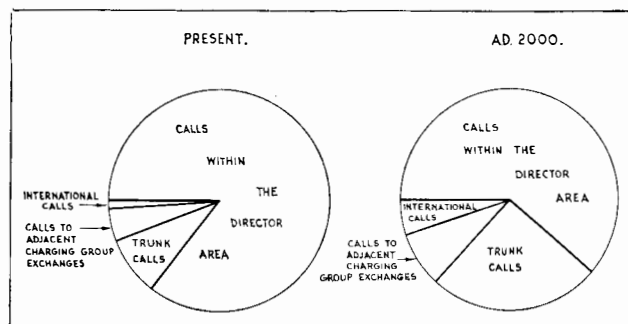 PRESENT.
CALLS
WITHIN
THE
DIRECTOR
AREA
INTERNATIONAL
CALLS
CALLS TO
ADJACENT
CHARGING GROUP
EXCHANGES
TRUNK
CALLS
A.D. 2000.
CALLS
WITHIN THE
DIRECTOR
AREA
INTERNATIONAL
CALLS
CALLS TO
ADJACENT
CHARGING
GROUP EXCHANGES
TRUNK
CALLS